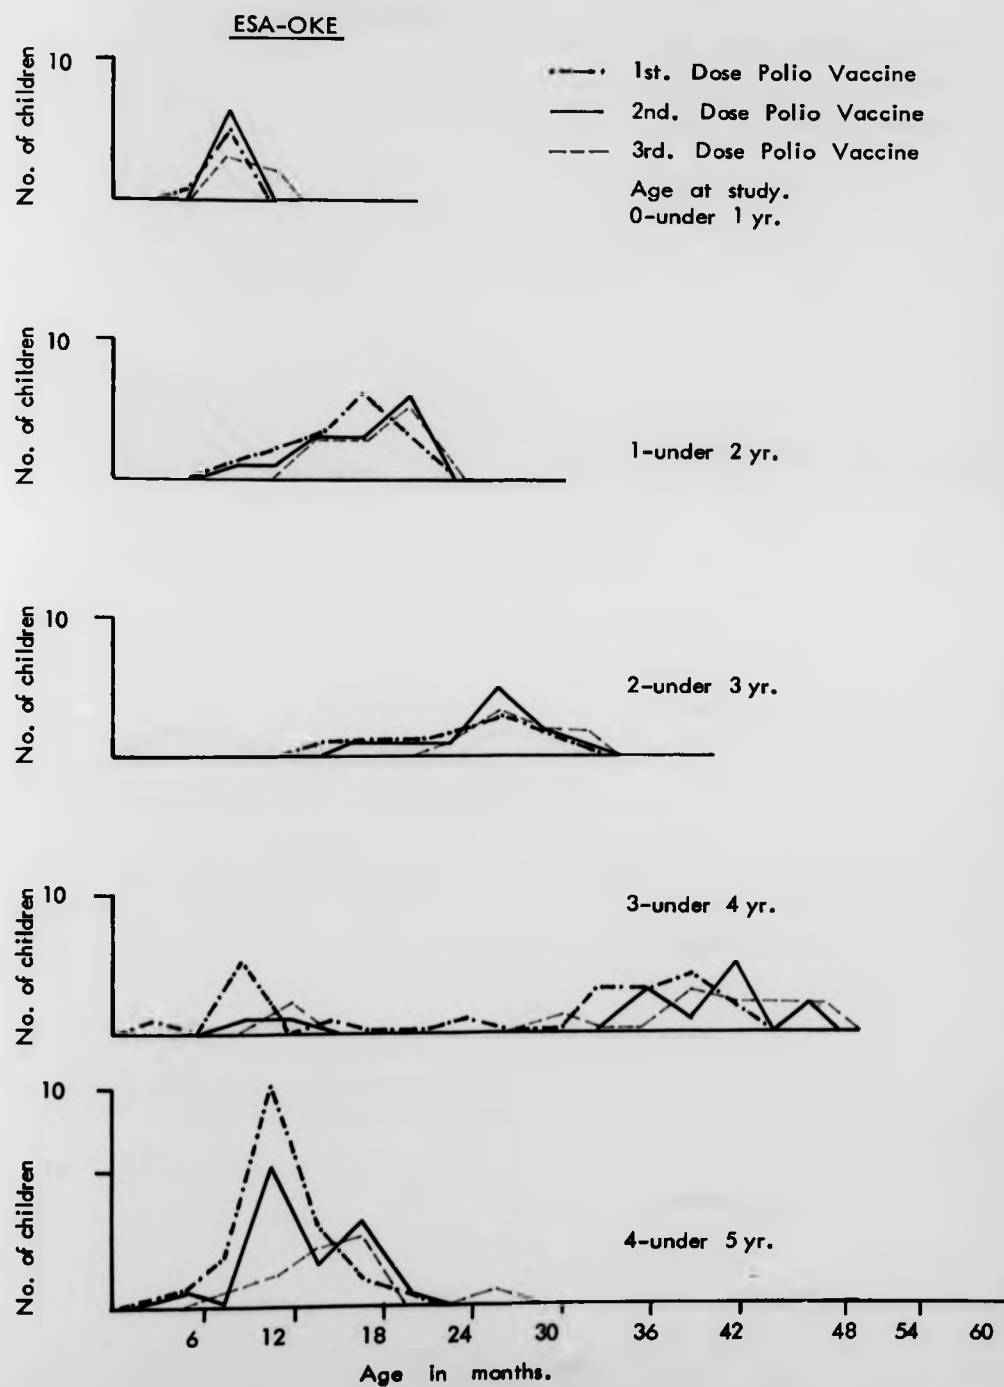 ESA-OKE
10
No. of children
1st. Dose Polio Vaccine
2nd. Dose Polio Vaccine
3rd. Dose Polio Vaccine
Age at study.
0-under 1 yr.
10
No. of children
1-under 2 yr.
10
No. of children
2-under 3 yr.
10
No. of children
3-under 4 yr.
10
No. of children
4-under 5 yr.
6 12 18 24 30 36 42 48 54 60
Age in months.